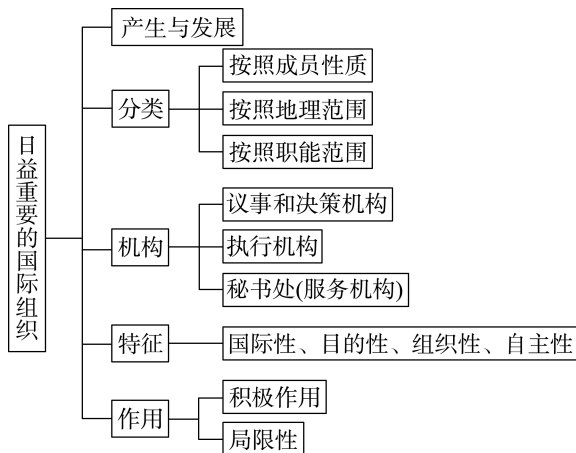 日益重要的国际组织
产生与发展
分类
按照成员性质
按照地理范围
按照职能范围
机构
议事和决策机构
执行机构
秘书处(服务机构)
特征
国际性、目的性、组织性、自主性
作用
积极作用
局限性